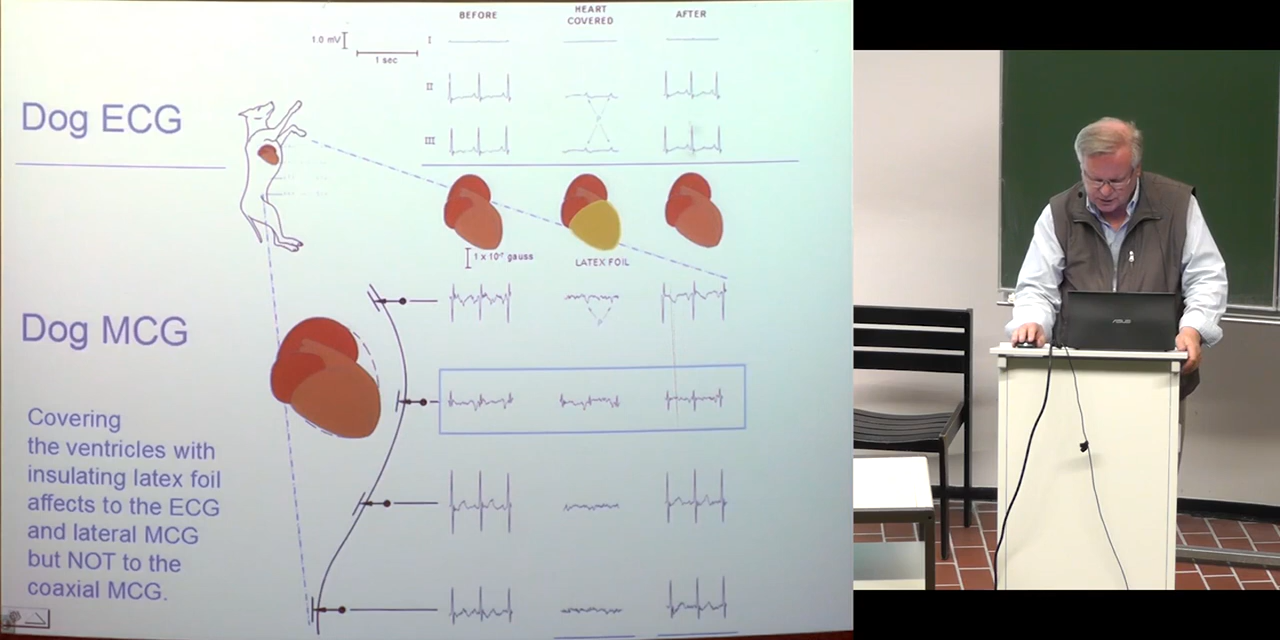 BEFORE
HEART
COVERED
AFTER
1.0 mV
1 sec
I
II
III
Dog ECG
1 x 10⁻⁷ gauss
LATEX FOIL
Dog MCG
Covering
the ventricles with
insulating latex foil
affects to the ECG
and lateral MCG
but NOT to the
coaxial MCG.
ASUS